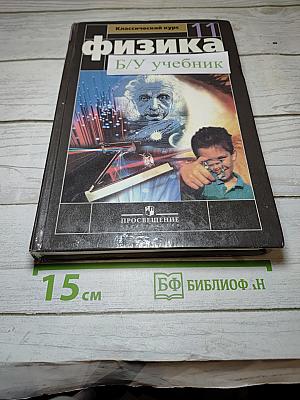 Классический курс
11
физика
Б/У учебник
ПРОСВЕЩЕНИЕ
15 см
БФ БИБЛИОФ